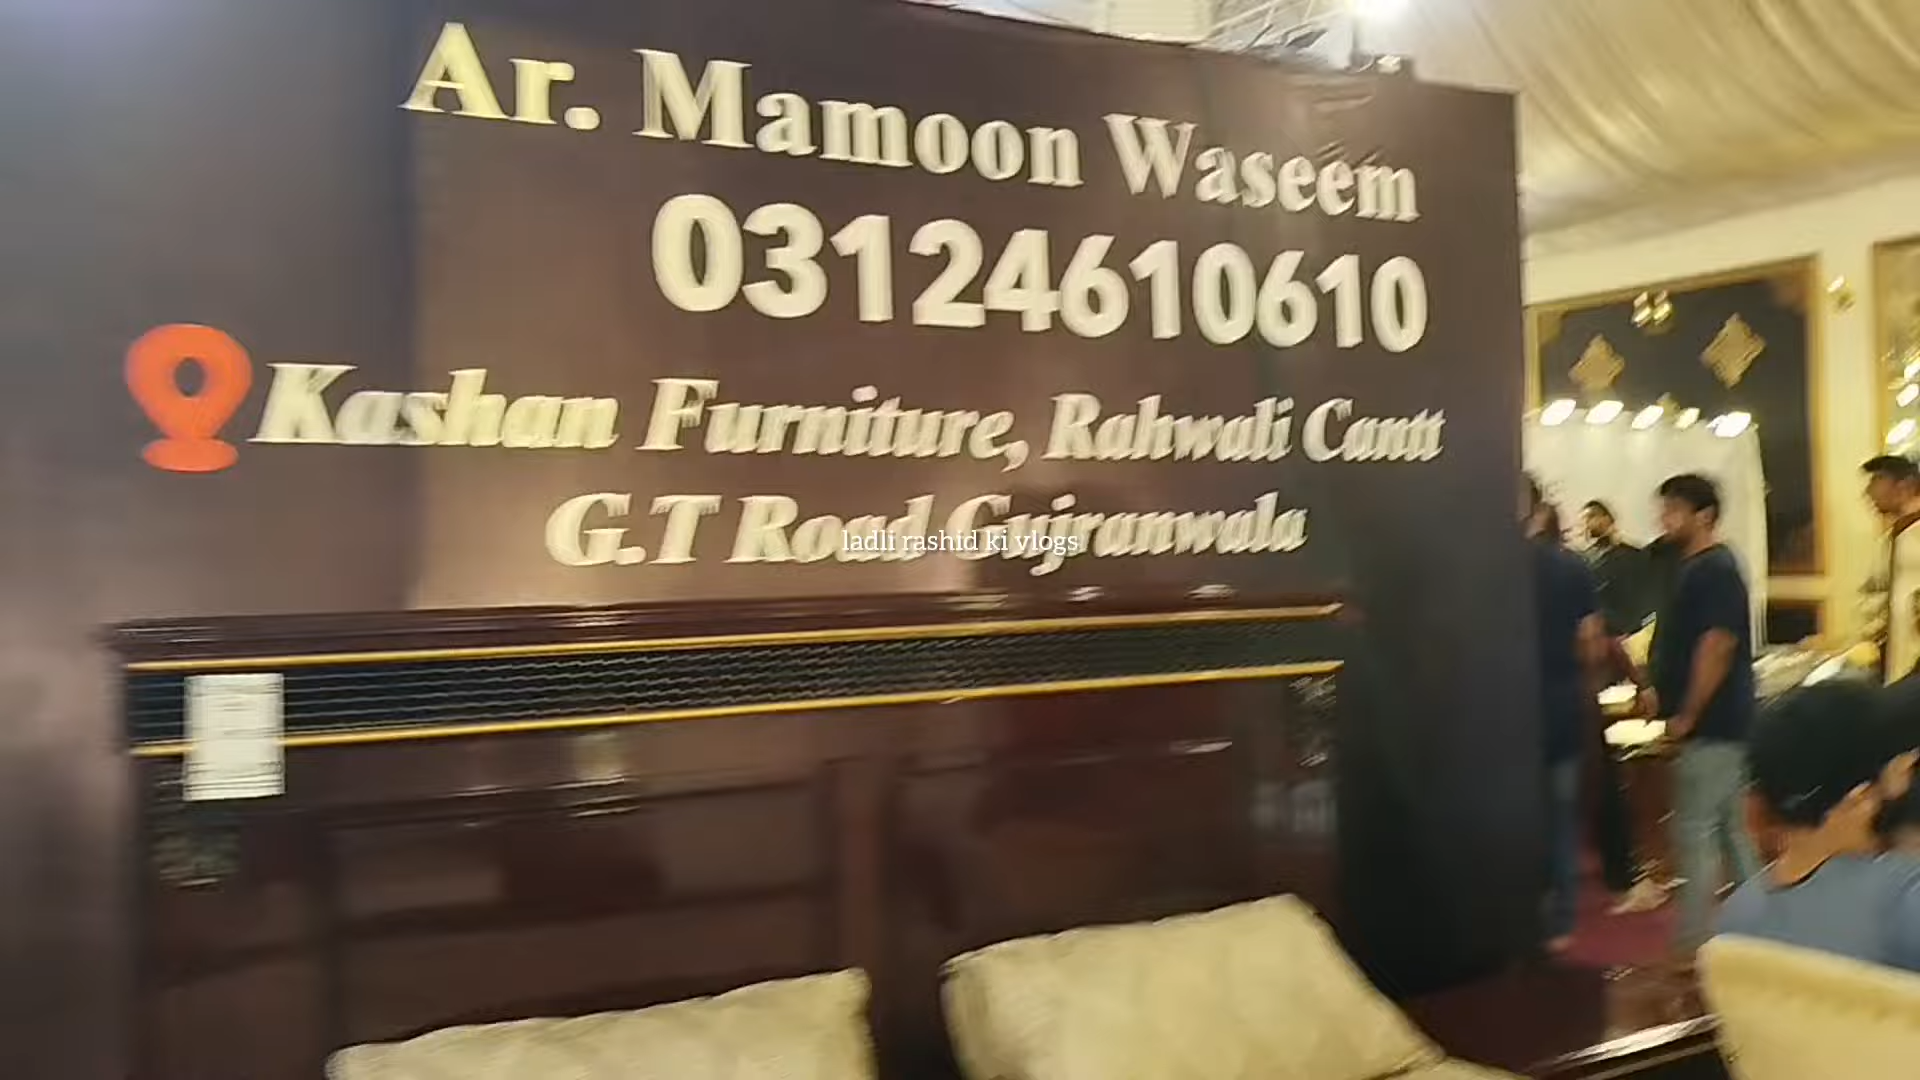 Ar. Mamoon Waseem
03124610610
Kashan Furniture, Rahwali Cantt
G.T Road Gujranwala
ladli rashid ki vlogs